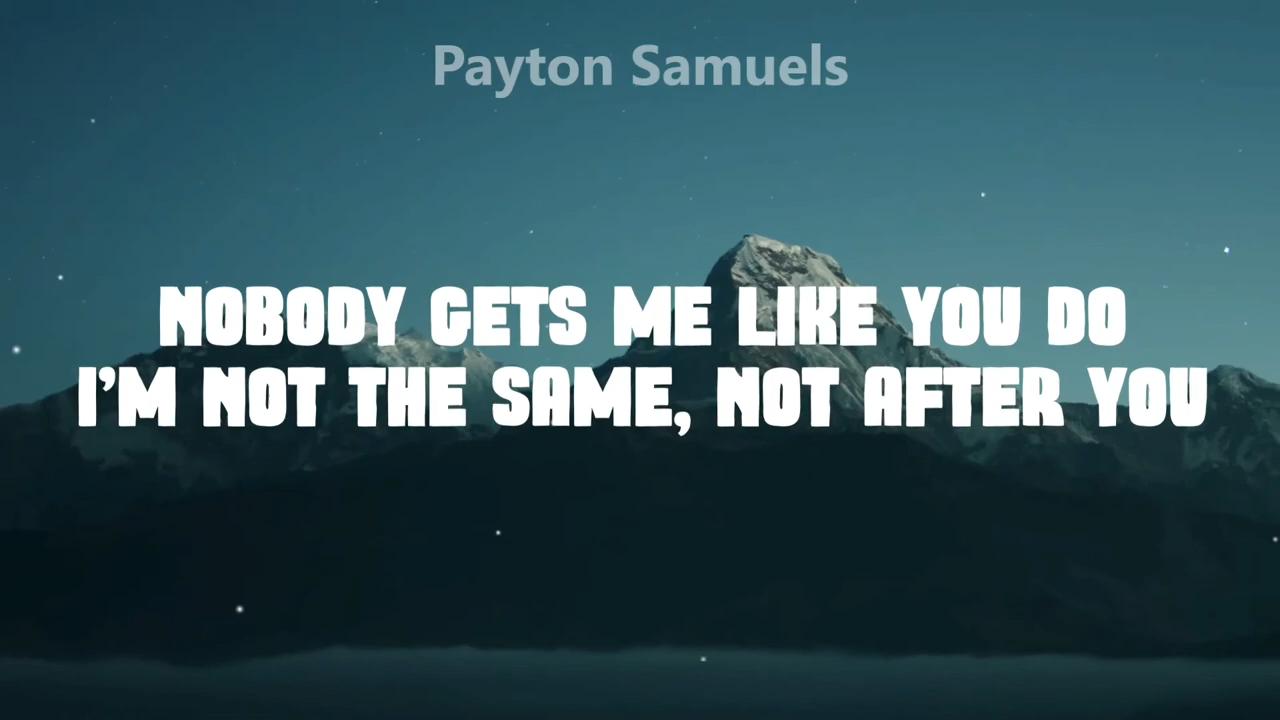 Payton Samuels
NOBODY GETS ME LIKE YOU DO
I'M NOT THE SAME, NOT AFTER YOU